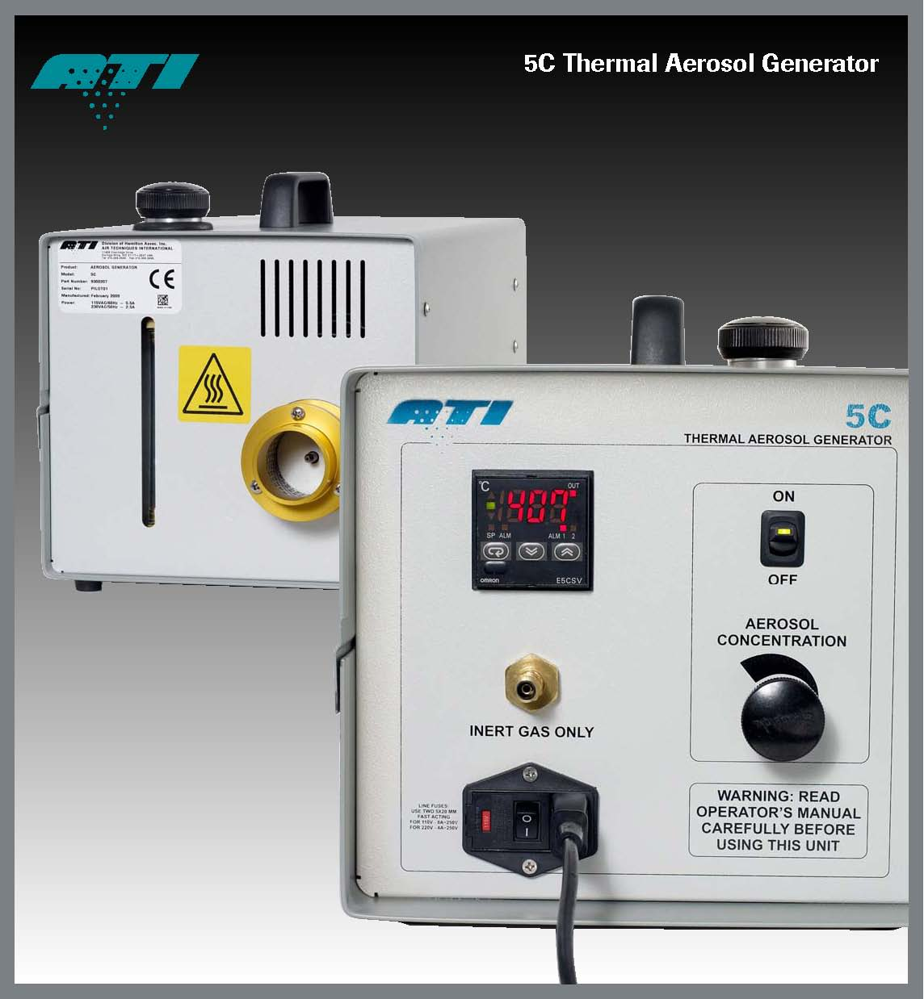 ATI
5C Thermal Aerosol Generator
ATI
Division of Hamilton Assoc. Inc.
AIR TECHNIQUES INTERNATIONAL
Product: AEROSOL GENERATOR
Model: 5C
Part Number: 9300207
Serial No: PILOT01
Manufactured: February 2009
Power: 115VAC/60Hz – 5.5A
230VAC/50Hz – 2.5A
CE
ATI
5C
THERMAL AEROSOL GENERATOR
°C
OUT
407
SP ALM
ALM 1 2
OMRON
E5CSV
ON
OFF
AEROSOL
CONCENTRATION
INERT GAS ONLY
LINE FUSES:
USE TWO 5X20 MM
FAST ACTING
FOR 110V - 8A~250V
FOR 220V - 4A~250V
115V
O
I
WARNING: READ
OPERATOR'S MANUAL
CAREFULLY BEFORE
USING THIS UNIT